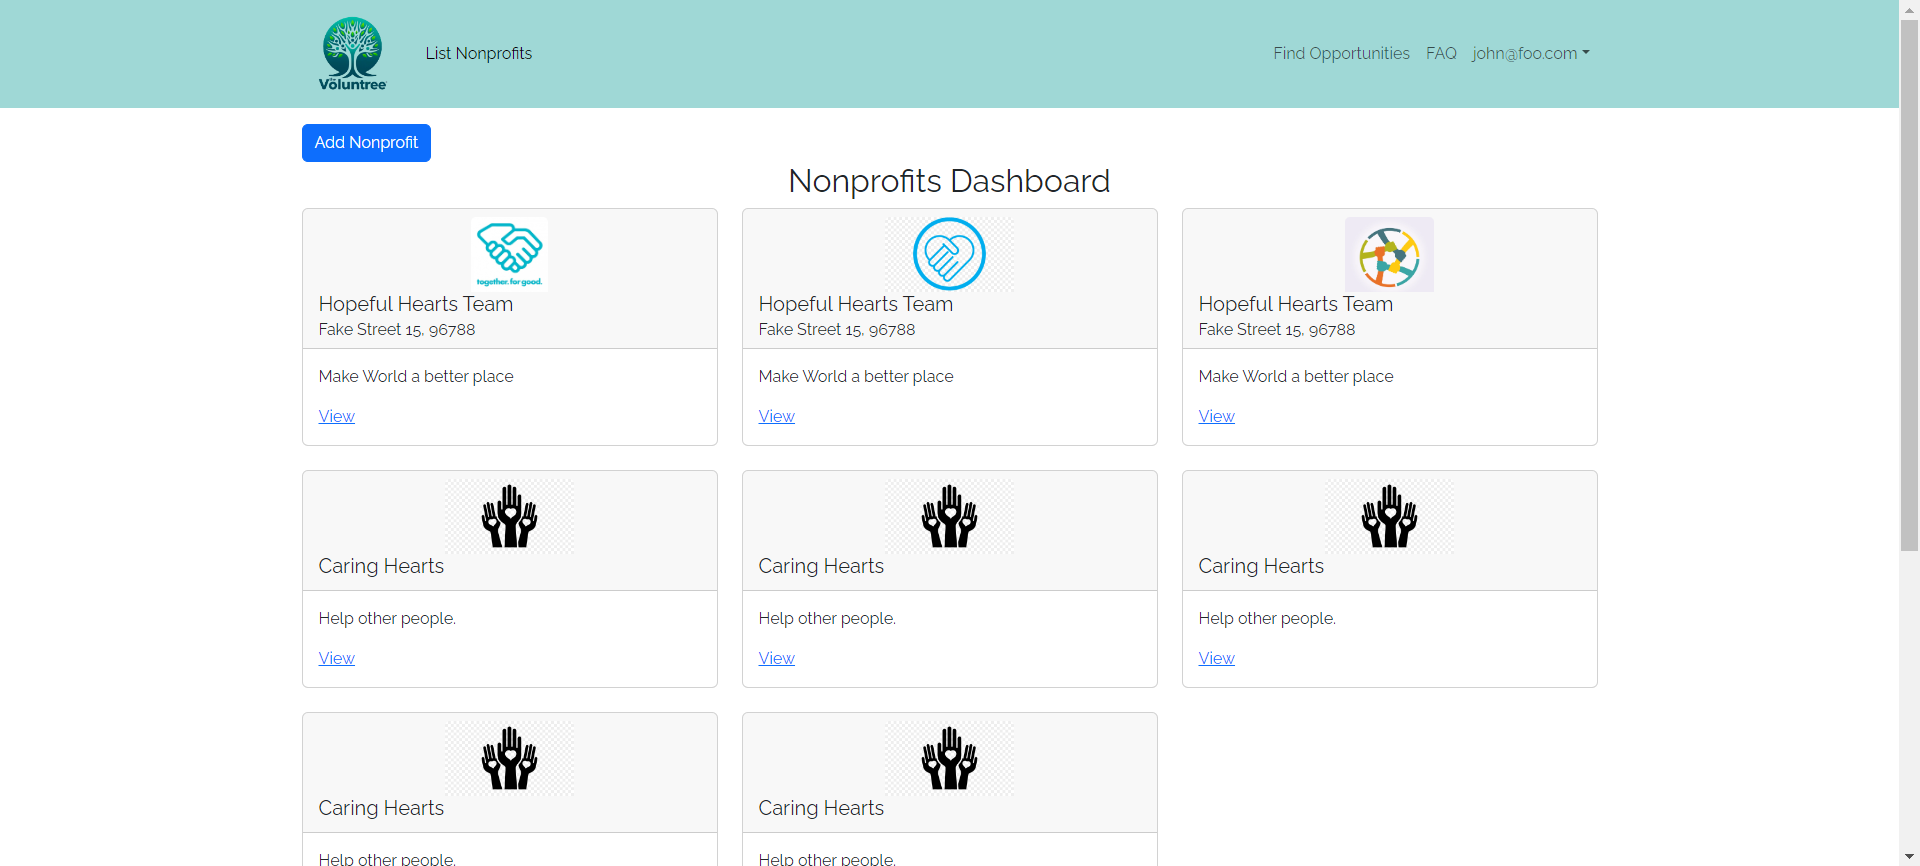 List Nonprofits
Find Opportunities FAQ john@foo.com
Voluntree
Add Nonprofit
Nonprofits Dashboard
together. for good.
Hopeful Hearts Team
Fake Street 15, 96788
Make World a better place
View
Hopeful Hearts Team
Fake Street 15, 96788
Make World a better place
View
Hopeful Hearts Team
Fake Street 15, 96788
Make World a better place
View
Caring Hearts
Help other people.
View
Caring Hearts
Help other people.
View
Caring Hearts
Help other people.
View
Caring Hearts
Help other people.
Caring Hearts
Help other people.